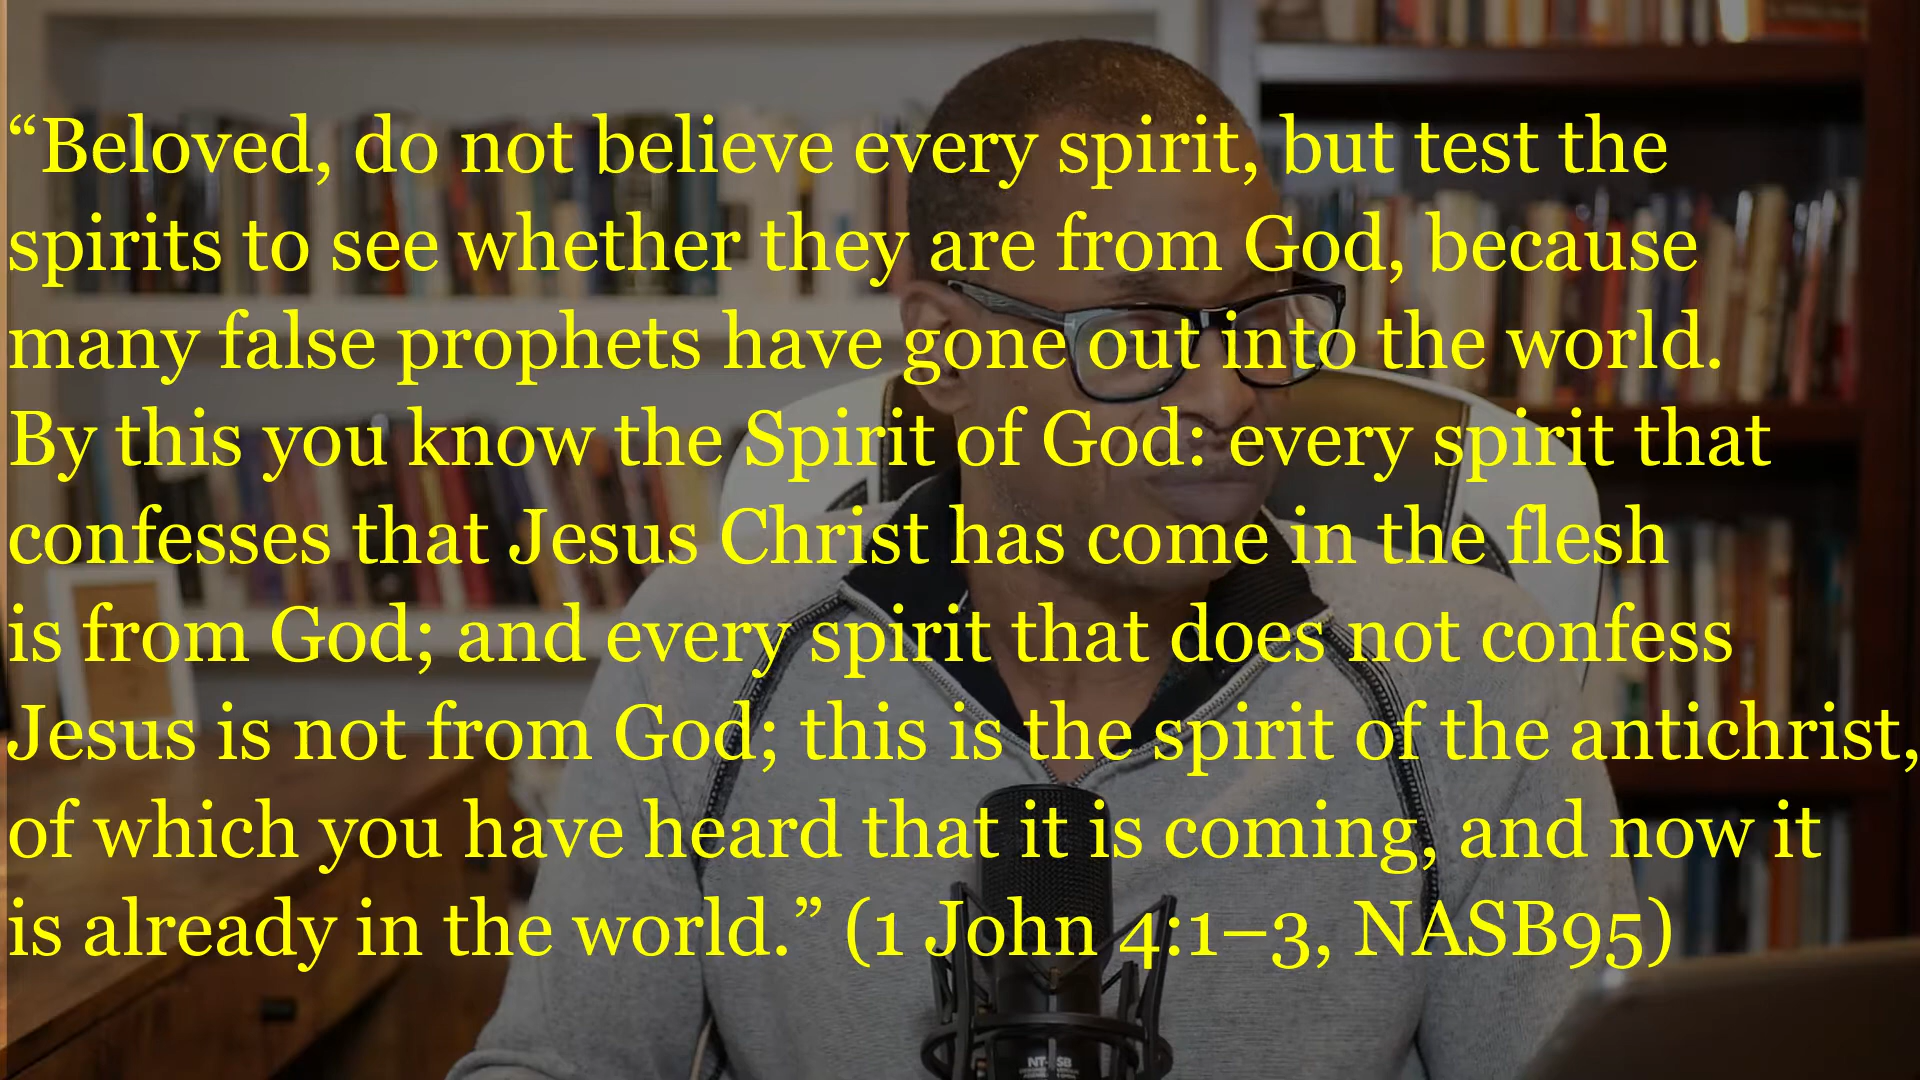 “Beloved, do not believe every spirit, but test the
spirits to see whether they are from God, because
many false prophets have gone out into the world.
By this you know the Spirit of God: every spirit that
confesses that Jesus Christ has come in the flesh
is from God; and every spirit that does not confess
Jesus is not from God; this is the spirit of the antichrist,
of which you have heard that it is coming, and now it
is already in the world.” (1 John 4:1–3, NASB95)